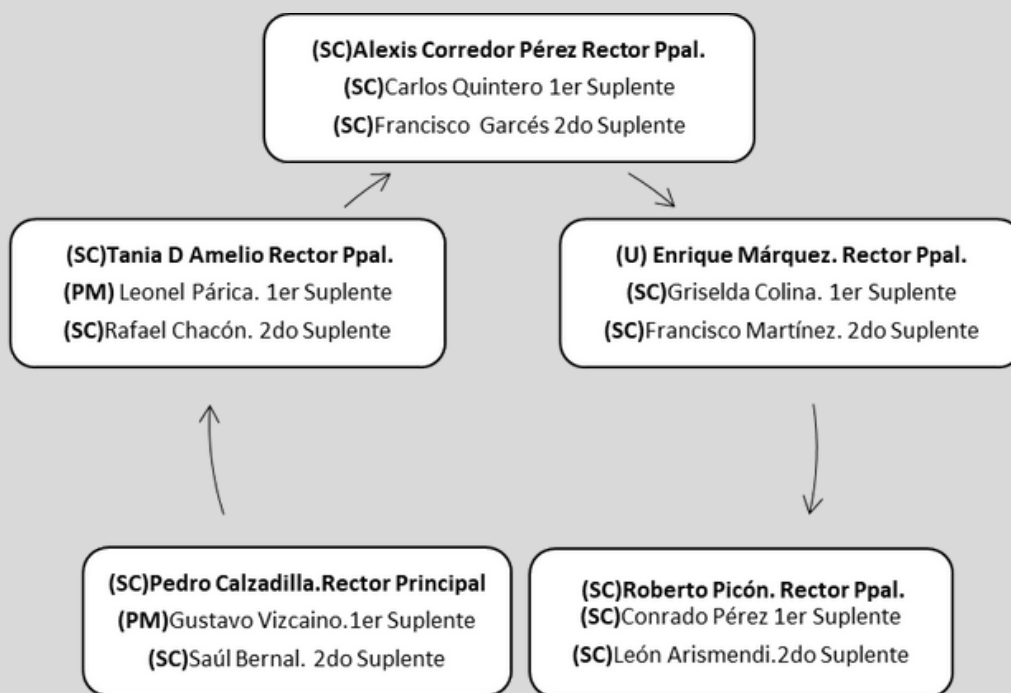 (SC)Alexis Corredor Pérez Rector Ppal.
(SC)Carlos Quintero 1er Suplente
(SC)Francisco Garcés 2do Suplente
(SC)Tania D Amelio Rector Ppal.
(PM) Leonel Párica. 1er Suplente
(SC)Rafael Chacón. 2do Suplente
(U) Enrique Márquez. Rector Ppal.
(SC)Griselda Colina. 1er Suplente
(SC)Francisco Martínez. 2do Suplente
(SC)Pedro Calzadilla.Rector Principal
(PM)Gustavo Vizcaino.1er Suplente
(SC)Saúl Bernal. 2do Suplente
(SC)Roberto Picón. Rector Ppal.
(SC)Conrado Pérez 1er Suplente
(SC)León Arismendi.2do Suplente